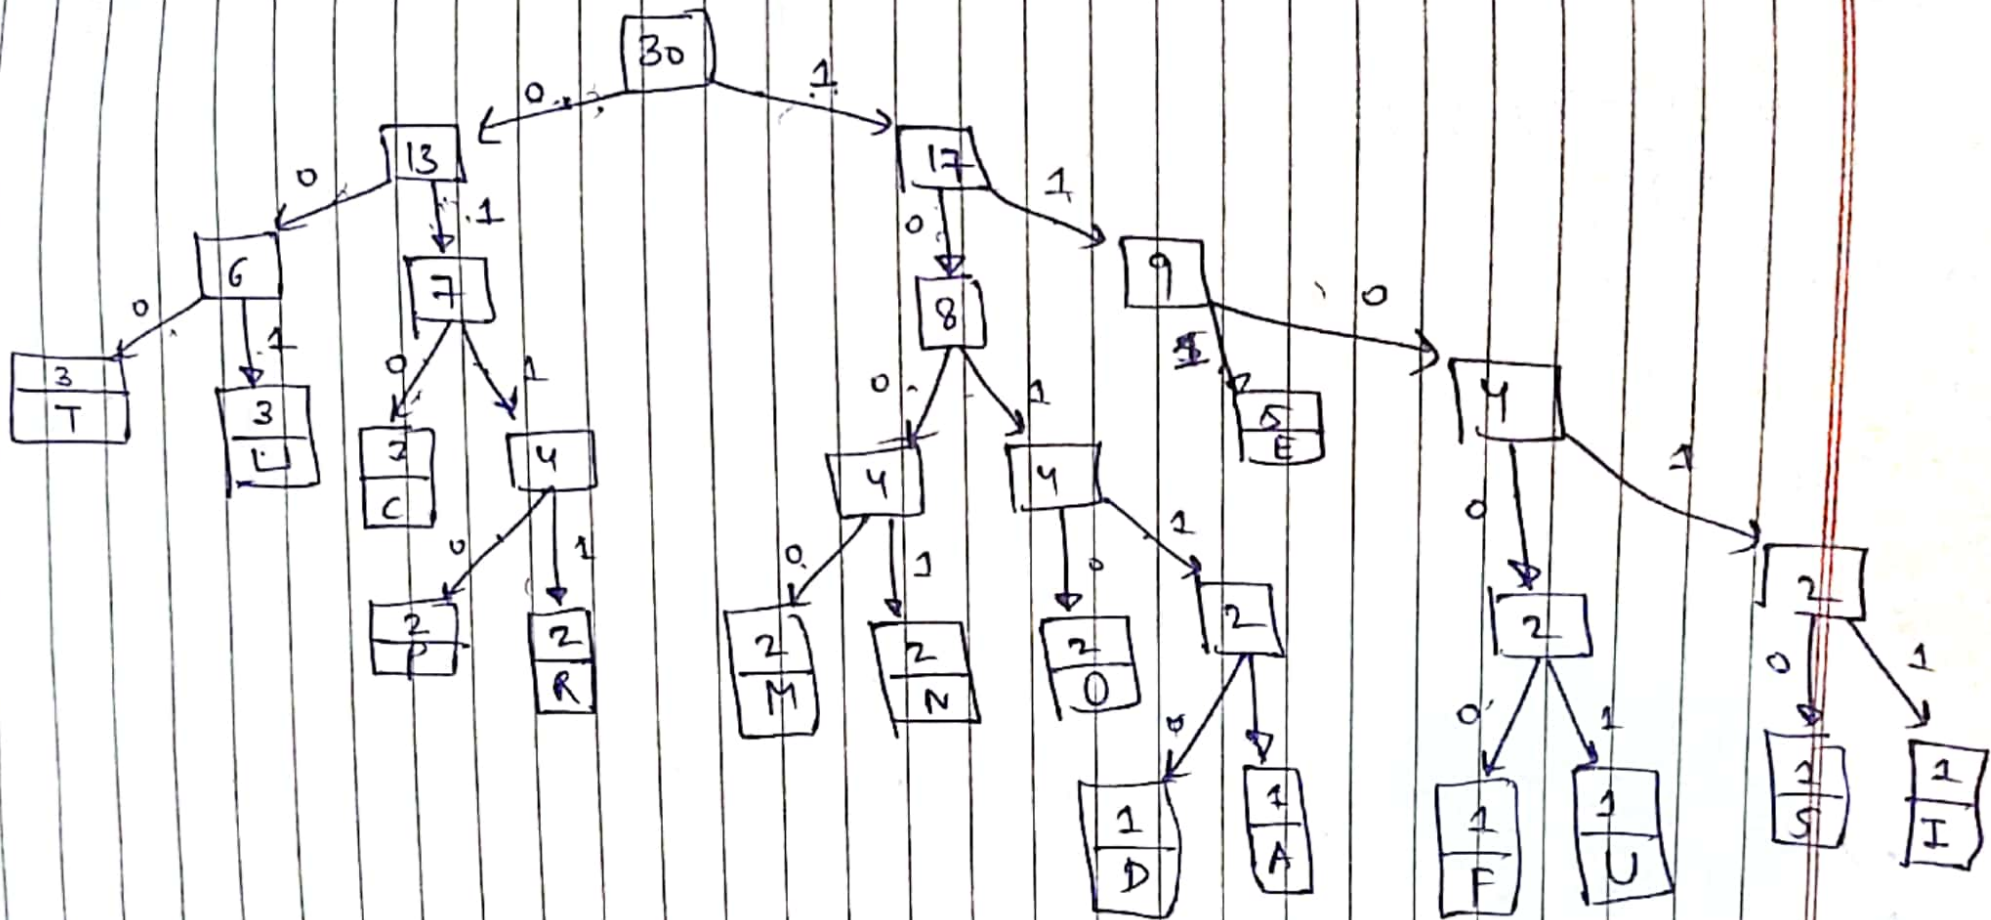 30
0 1
13 17
0 1 0 1
6 7 8 9
0 1 0 1 0 1 1 0
3 3 4 4 4 5 4
T ⌴ C E
0 1 0 1 0 1 0 1
2 2 2 2 2 2 2 2
P R M N O
0 0 1 0 1
1 1 1 1 1 1
D A F U S I